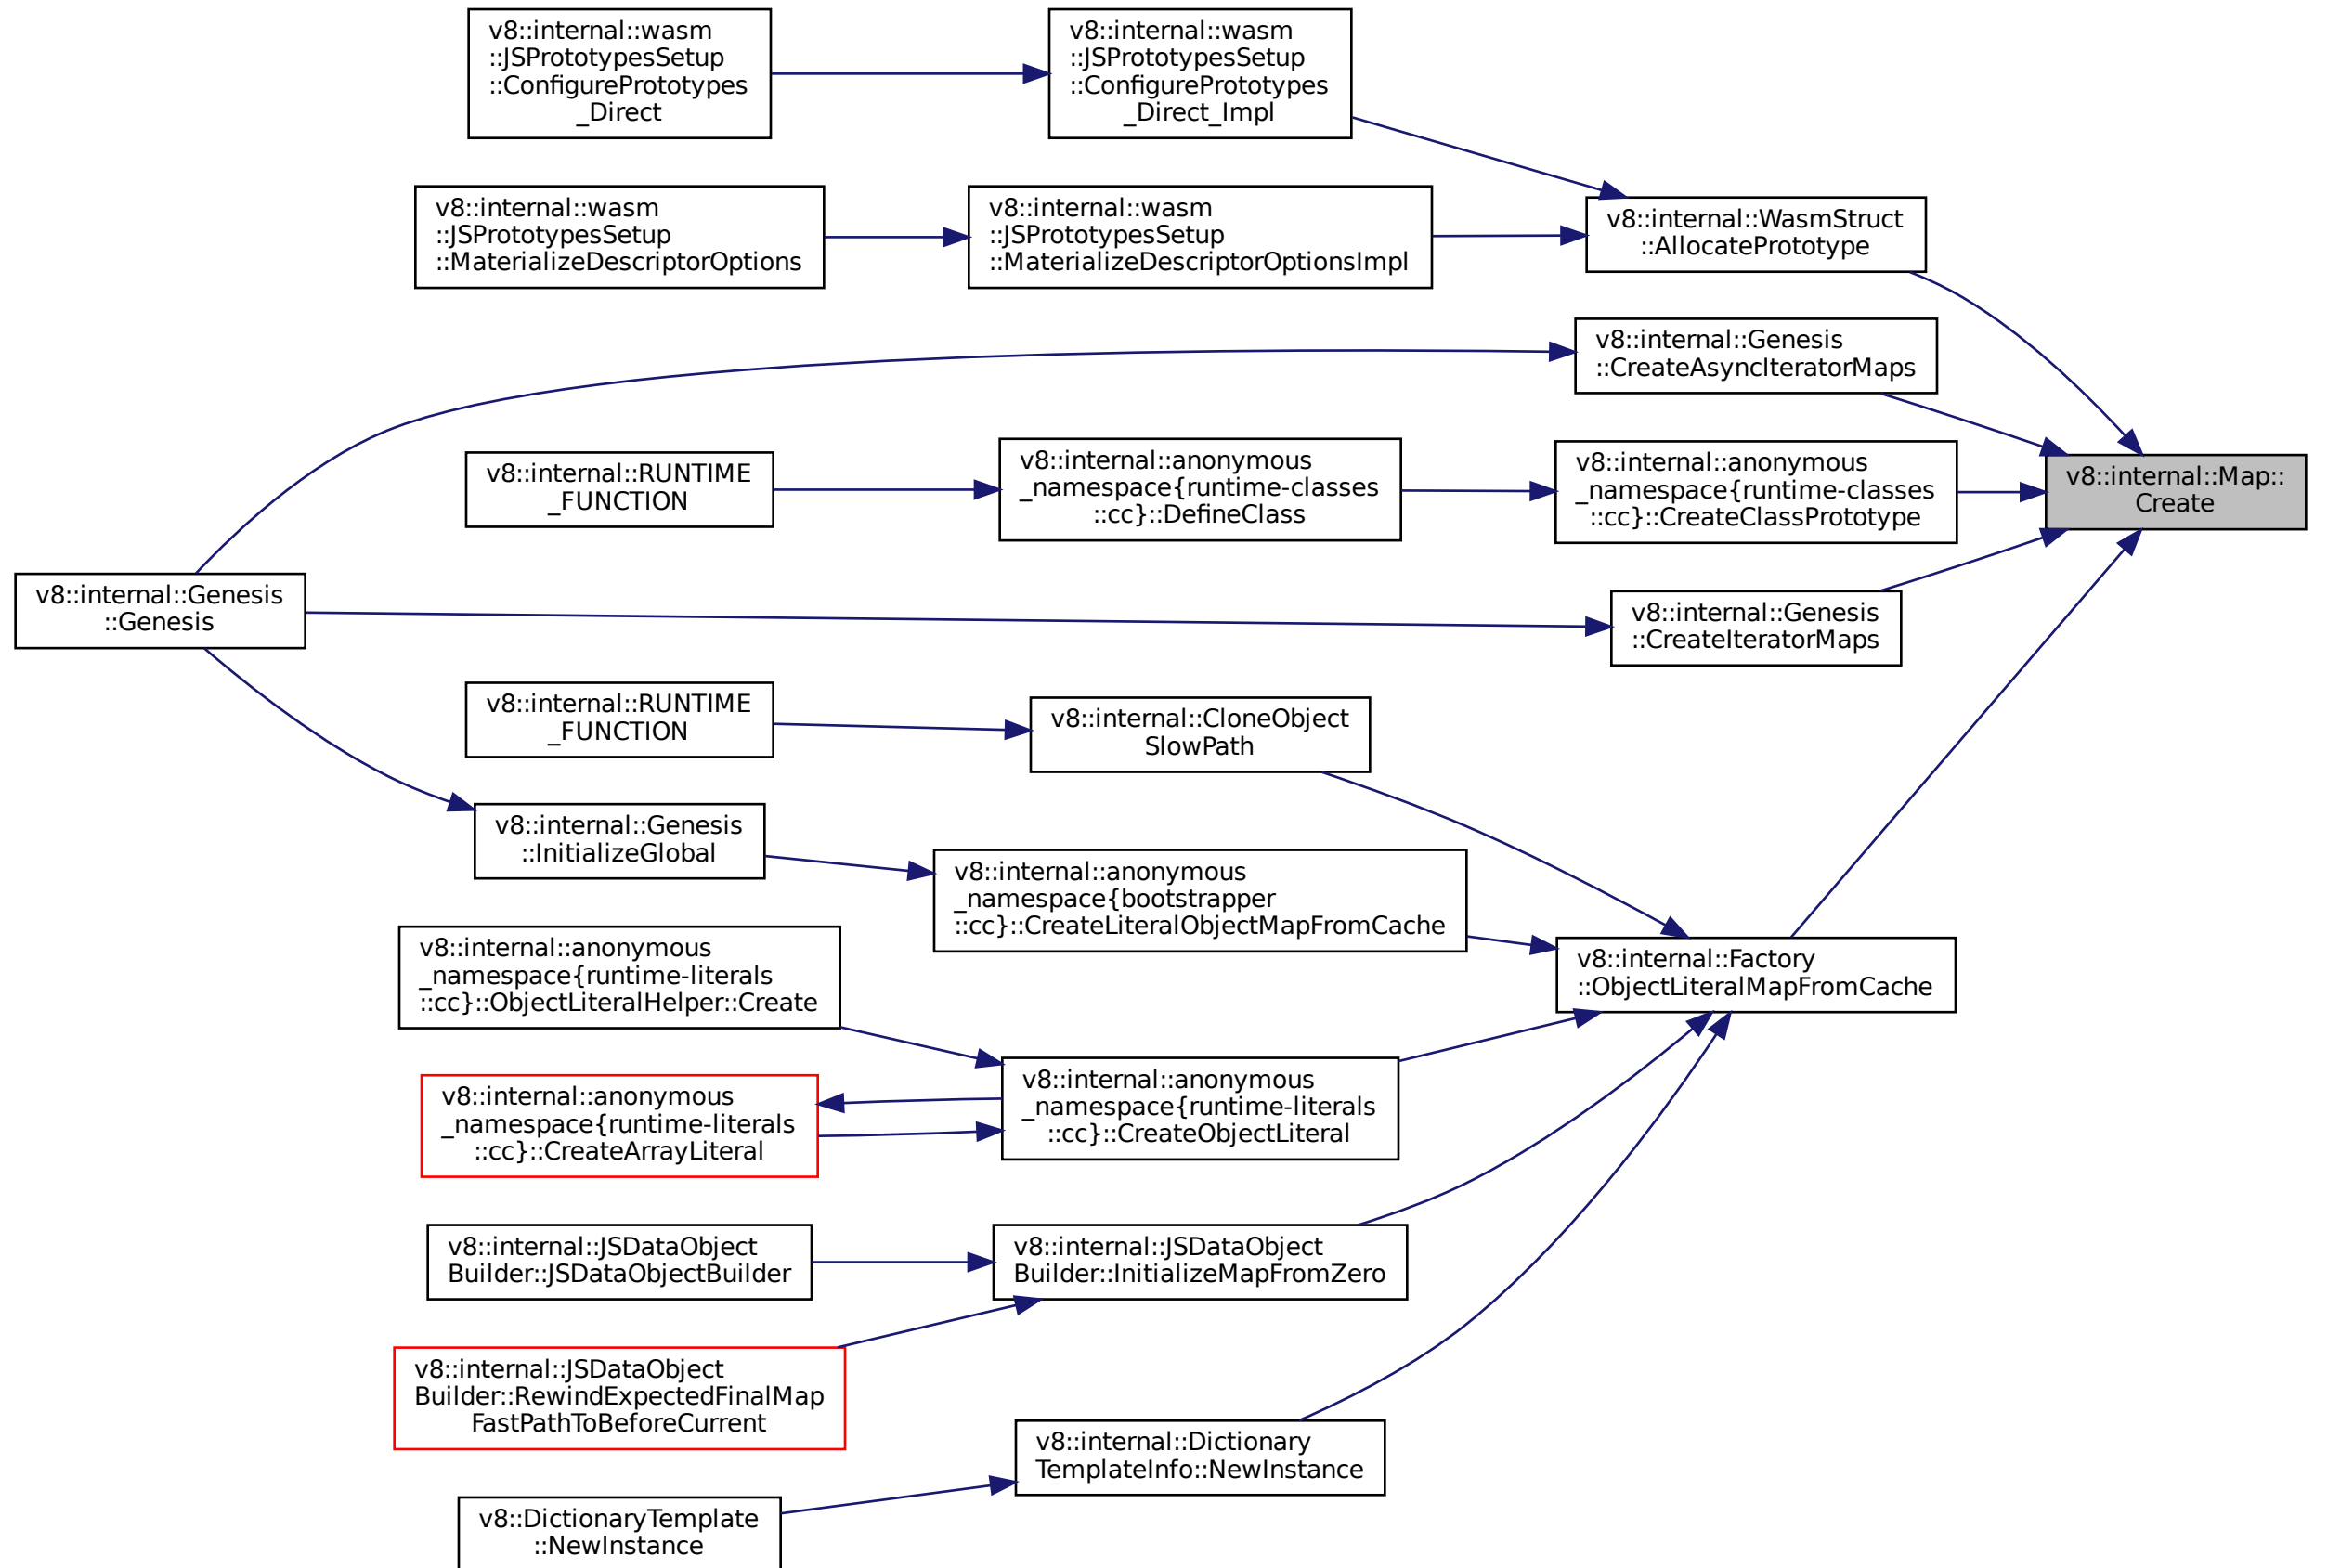 v8::internal::wasm
::JSPrototypesSetup
::ConfigurePrototypes
_Direct
v8::internal::wasm
::JSPrototypesSetup
::ConfigurePrototypes
_Direct_Impl
v8::internal::wasm
::JSPrototypesSetup
::MaterializeDescriptorOptions
v8::internal::wasm
::JSPrototypesSetup
::MaterializeDescriptorOptionsImpl
v8::internal::WasmStruct
::AllocatePrototype
v8::internal::Genesis
::CreateAsyncIteratorMaps
v8::internal::RUNTIME
_FUNCTION
v8::internal::anonymous
_namespace{runtime-classes
::cc}::DefineClass
v8::internal::anonymous
_namespace{runtime-classes
::cc}::CreateClassPrototype
v8::internal::Map::
Create
v8::internal::Genesis
::Genesis
v8::internal::Genesis
::CreateIteratorMaps
v8::internal::RUNTIME
_FUNCTION
v8::internal::CloneObject
SlowPath
v8::internal::Genesis
::InitializeGlobal
v8::internal::anonymous
_namespace{bootstrapper
::cc}::CreateLiteralObjectMapFromCache
v8::internal::anonymous
_namespace{runtime-literals
::cc}::ObjectLiteralHelper::Create
v8::internal::Factory
::ObjectLiteralMapFromCache
v8::internal::anonymous
_namespace{runtime-literals
::cc}::CreateArrayLiteral
v8::internal::anonymous
_namespace{runtime-literals
::cc}::CreateObjectLiteral
v8::internal::JSDataObject
Builder::JSDataObjectBuilder
v8::internal::JSDataObject
Builder::InitializeMapFromZero
v8::internal::JSDataObject
Builder::RewindExpectedFinalMap
FastPathToBeforeCurrent
v8::internal::Dictionary
TemplateInfo::NewInstance
v8::DictionaryTemplate
::NewInstance